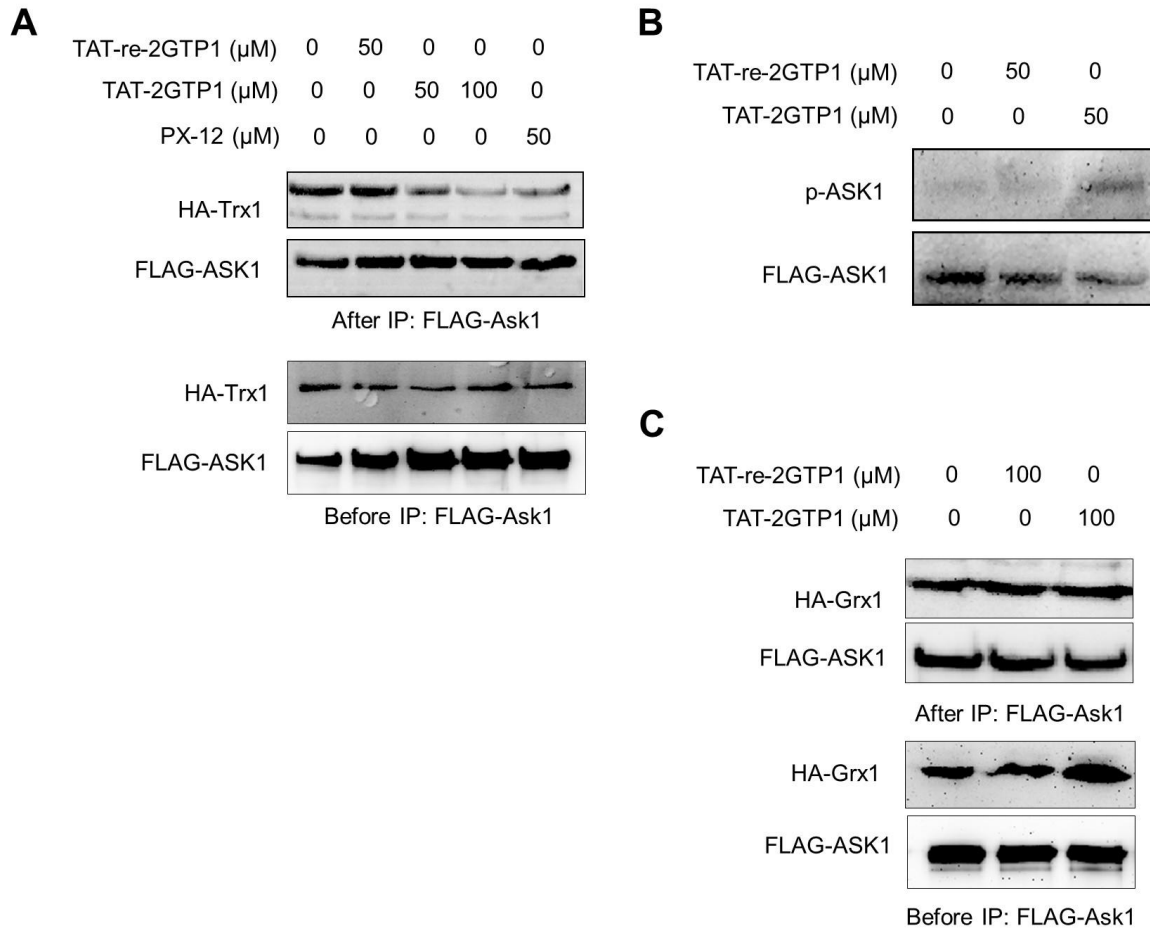 A
TAT-re-2GTP1 (µM) 0 50 0 0 0
TAT-2GTP1 (µM) 0 0 50 100 0
PX-12 (µM) 0 0 0 0 50
HA-Trx1
FLAG-ASK1
After IP: FLAG-Ask1
HA-Trx1
FLAG-ASK1
Before IP: FLAG-Ask1
B
TAT-re-2GTP1 (µM) 0 50 0
TAT-2GTP1 (µM) 0 0 50
p-ASK1
FLAG-ASK1
C
TAT-re-2GTP1 (µM) 0 100 0
TAT-2GTP1 (µM) 0 0 100
HA-Grx1
FLAG-ASK1
After IP: FLAG-Ask1
HA-Grx1
FLAG-ASK1
Before IP: FLAG-Ask1